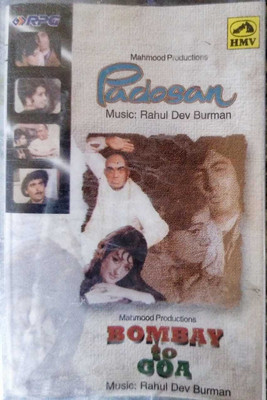 RPG
HMV
Mahmood Productions
Padosan
Music: Rahul Dev Burman
Mahmood Productions
BOMBAY
to
GOA
Music: Rahul Dev Burman